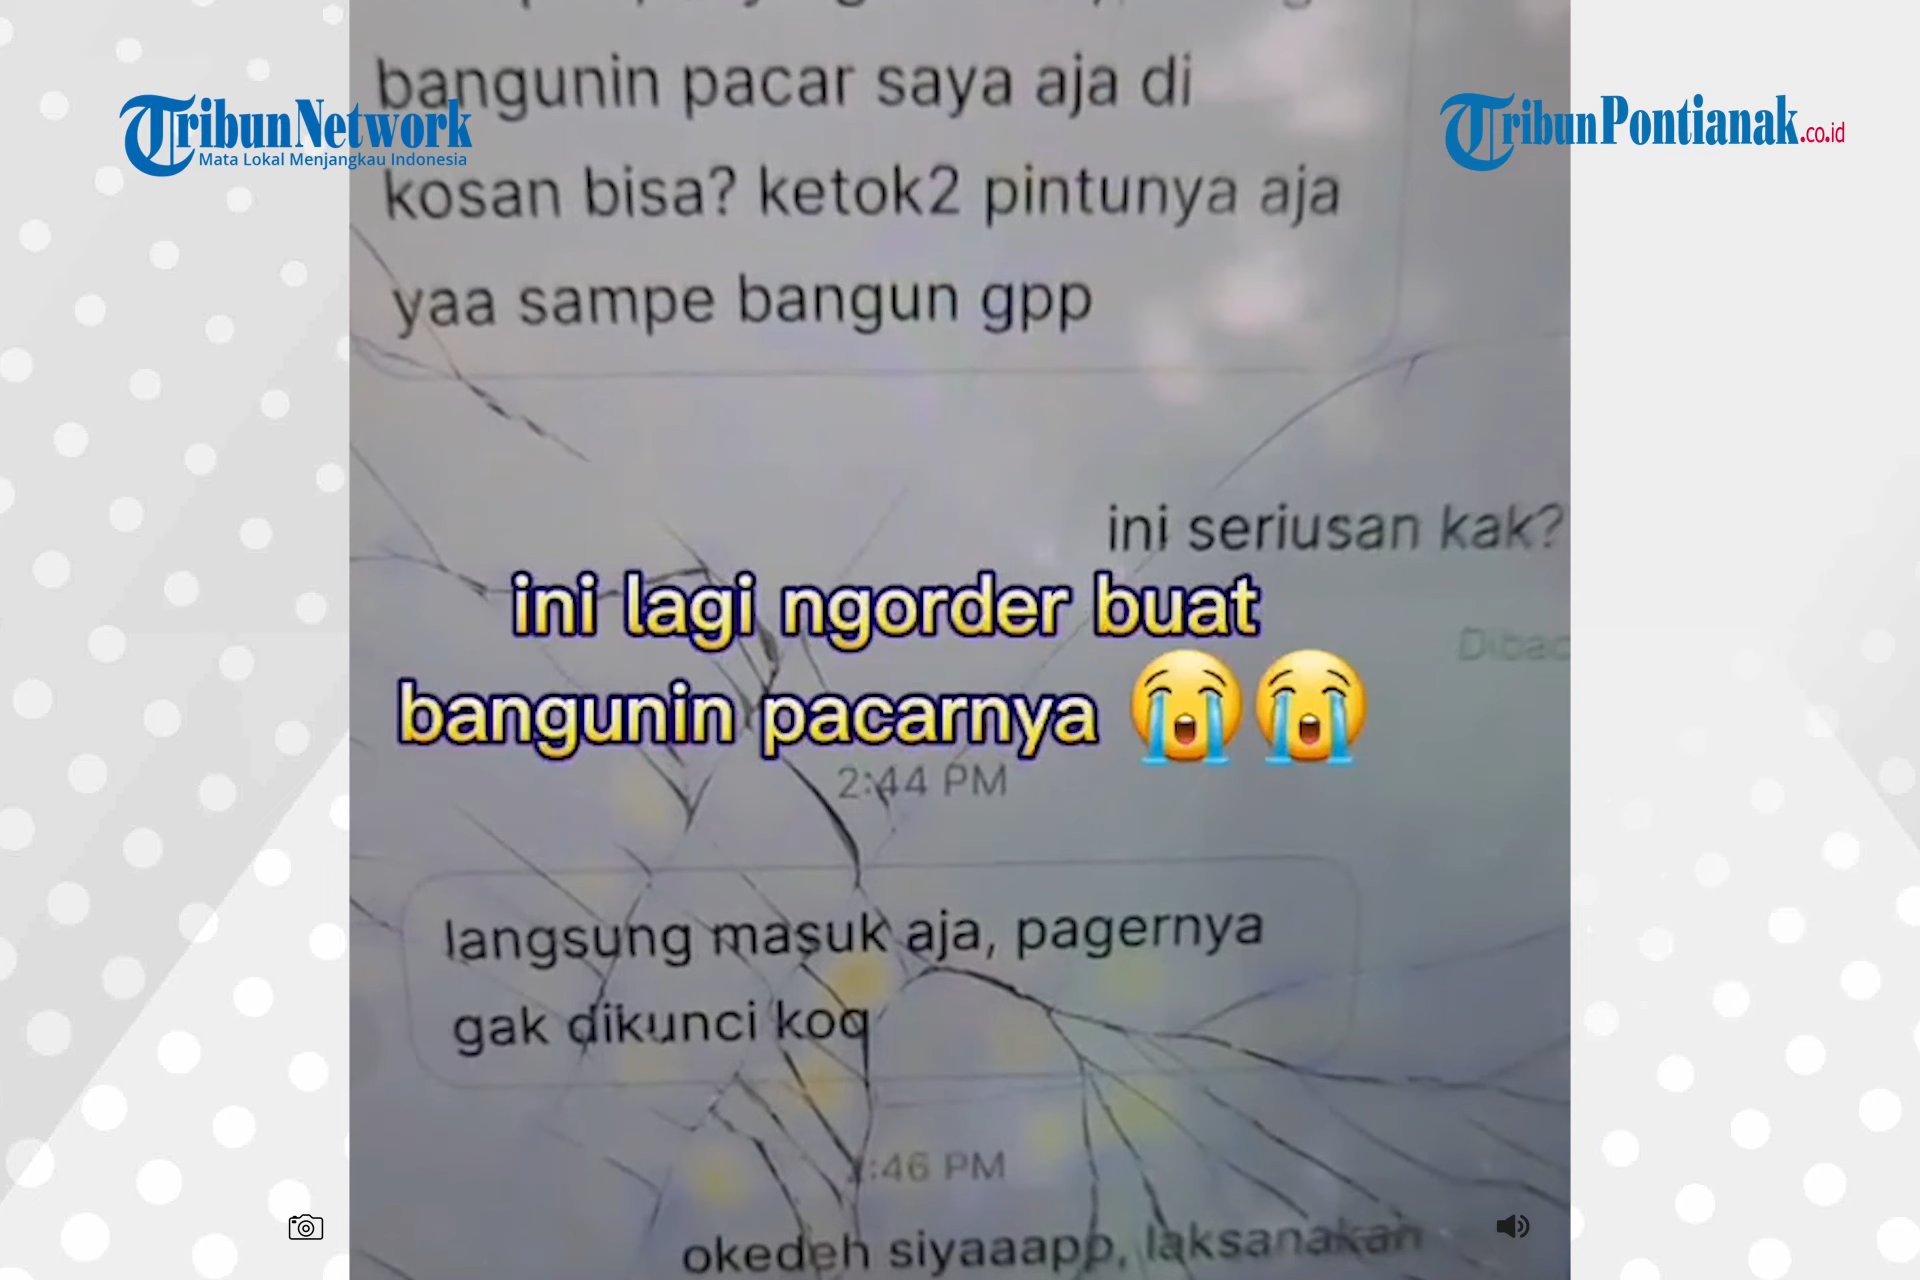 bangunin pacar saya aja di
TribunNetwork
Mata Lokal Menjangkau Indonesia
TribunPontianak.co.id
kosan bisa? ketok2 pintunya aja
yaa sampe bangun gpp
ini seriusan kak?
ini lagi ngorder buat
bangunin pacarnya 😭😭
2:44 PM
langsung masuk aja, pagernya
gak dikunci koq
:46 PM
okedeh siyaaapp, laksanakan